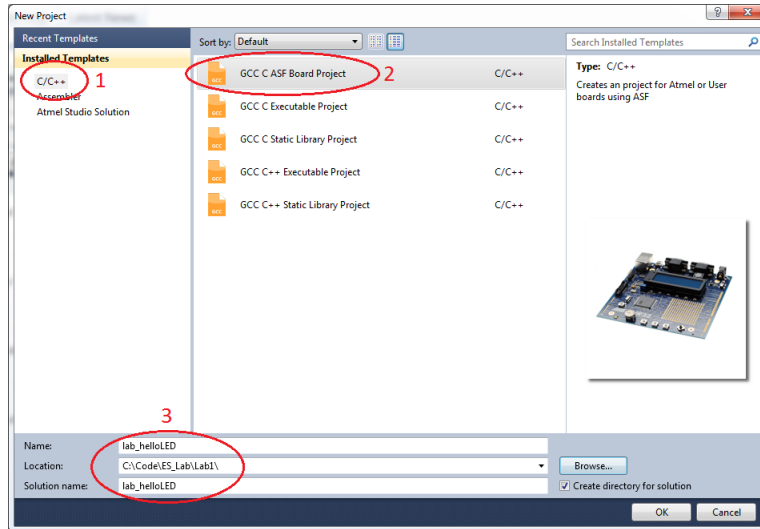 New Project
Recent Templates
Installed Templates
C/C++
1
Assembler
Atmel Studio Solution
Sort by: Default
Search Installed Templates
GCC C ASF Board Project
2
C/C++
GCC C Executable Project
C/C++
GCC C Static Library Project
C/C++
GCC C++ Executable Project
C/C++
GCC C++ Static Library Project
C/C++
Type: C/C++
Creates an project for Atmel or User
boards using ASF
3
Name: lab_helloLED
Location: C:\Code\ES_Lab\Lab1\
Browse...
Solution name: lab_helloLED
Create directory for solution
OK
Cancel